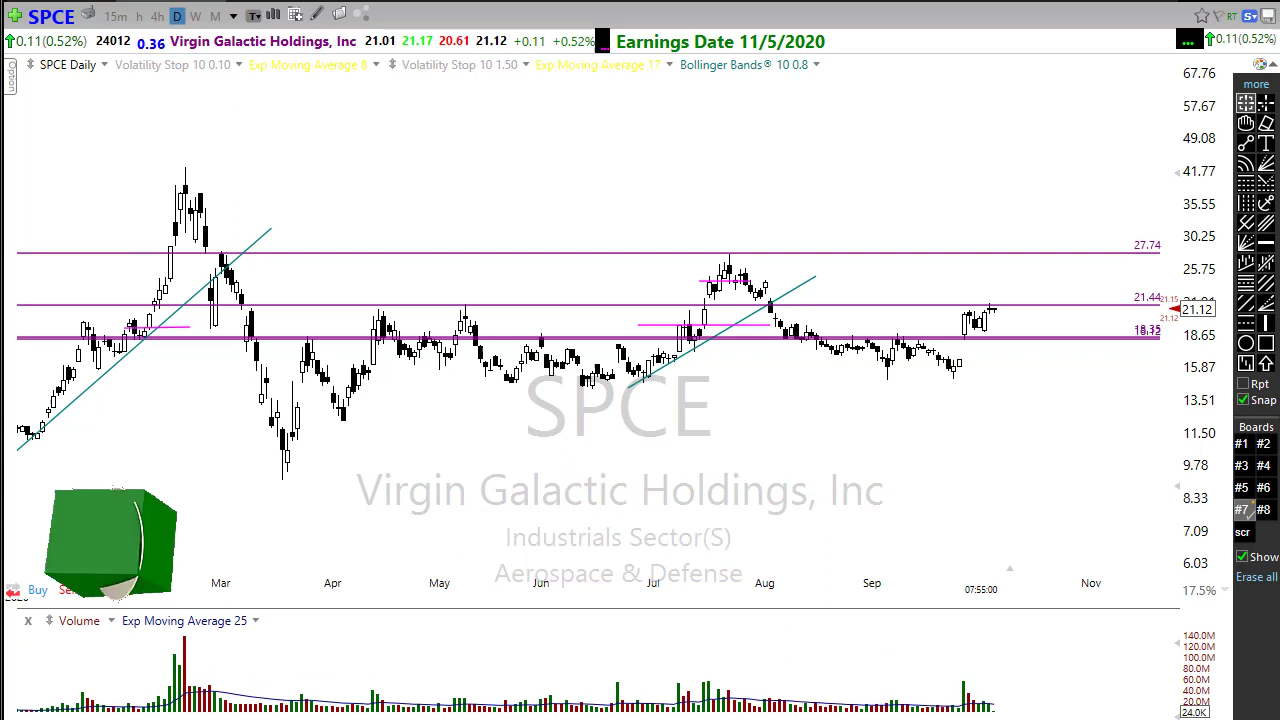 SPCE 15m h 4h D W M T RT S
0.11(0.52%) 24012 0.36 Virgin Galactic Holdings, Inc 21.01 21.17 20.61 21.12 +0.11 +0.52% ... Earnings Date 11/5/2020 ... 0.11(0.52%)
SPCE Daily Volatility Stop 10 0.10 Exp Moving Average 8 Volatility Stop 10 1.50 Exp Moving Average 17 Bollinger Bands® 10 0.8
Option
67.76
57.67
49.08
41.77
35.55
30.25
27.74
25.75
21.44
21.15
21.12
21.12
18.65
15.87
13.51
11.50
9.78
8.33
7.09
6.03
17.5%
more
Rpt
Snap
Boards
#1 #2
#3 #4
#5 #6
#7 #8
scr
Show
Erase all
SPCE
Virgin Galactic Holdings, Inc
Industrials Sector(S)
Aerospace & Defense
Mar Apr May Jun Jul Aug Sep 07:55:00 Nov
Buy
X Volume Exp Moving Average 25
140.0M
120.0M
100.0M
80.0M
60.0M
40.0M
20.0M
24.0K